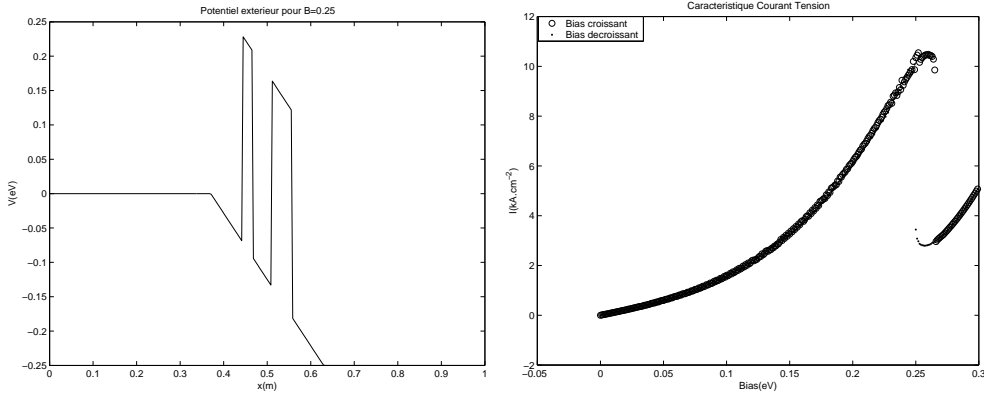 Potentiel exterieur pour B=0.25
0.25
0.2
0.15
0.1
0.05
0
−0.05
−0.1
−0.15
−0.2
−0.25
V(eV)
0 0.1 0.2 0.3 0.4 0.5 0.6 0.7 0.8 0.9 1
x(m)
Caracteristique Courant Tension
Bias croissant
Bias decroissant
12
10
8
6
4
2
0
−2
I(kA.cm−2)
−0.05 0 0.05 0.1 0.15 0.2 0.25 0.3
Bias(eV)